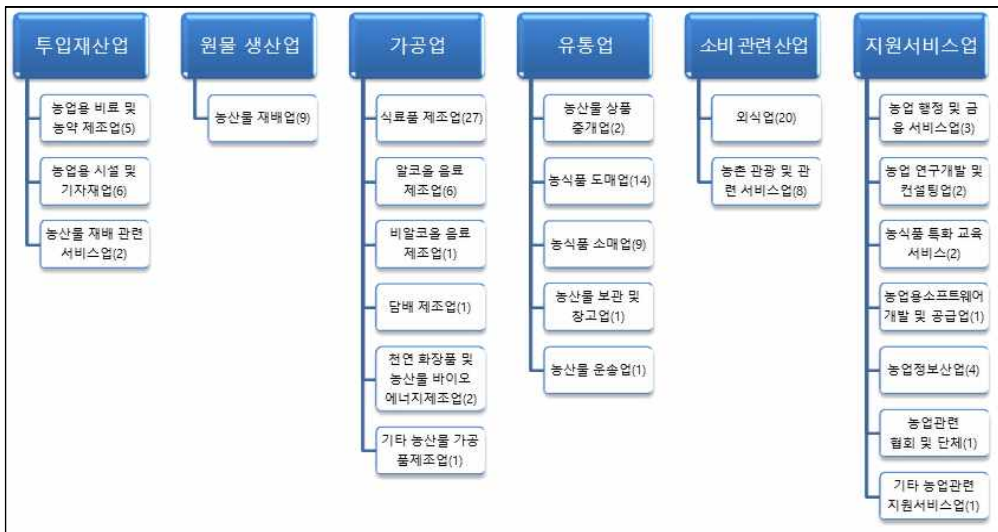 투입재산업
농업용 비료 및
농약 제조업(5)
농업용 시설 및
기자재업(6)
농산물 재배 관련
서비스업(2)
원물 생산업
농산물 재배업(9)
가공업
식료품 제조업(27)
알코올 음료
제조업(6)
비알코올 음료
제조업(1)
담배 제조업(1)
천연 화장품 및
농산물 바이오
에너지제조업(2)
기타 농산물 가공
품제조업(1)
유통업
농산물 상품
중개업(2)
농식품 도매업(14)
농식품 소매업(9)
농산물 보관 및
창고업(1)
농산물 운송업(1)
소비 관련 산업
외식업(20)
농촌 관광 및 관
련 서비스업(8)
지원서비스업
농업 행정 및 금
융 서비스업(3)
농업 연구개발 및
컨설팅업(2)
농식품 특화 교육
서비스(2)
농업용소프트웨어
개발 및 공급업(1)
농업정보산업(4)
농업관련
협회 및 단체(1)
기타 농업관련
지원서비스업(1)